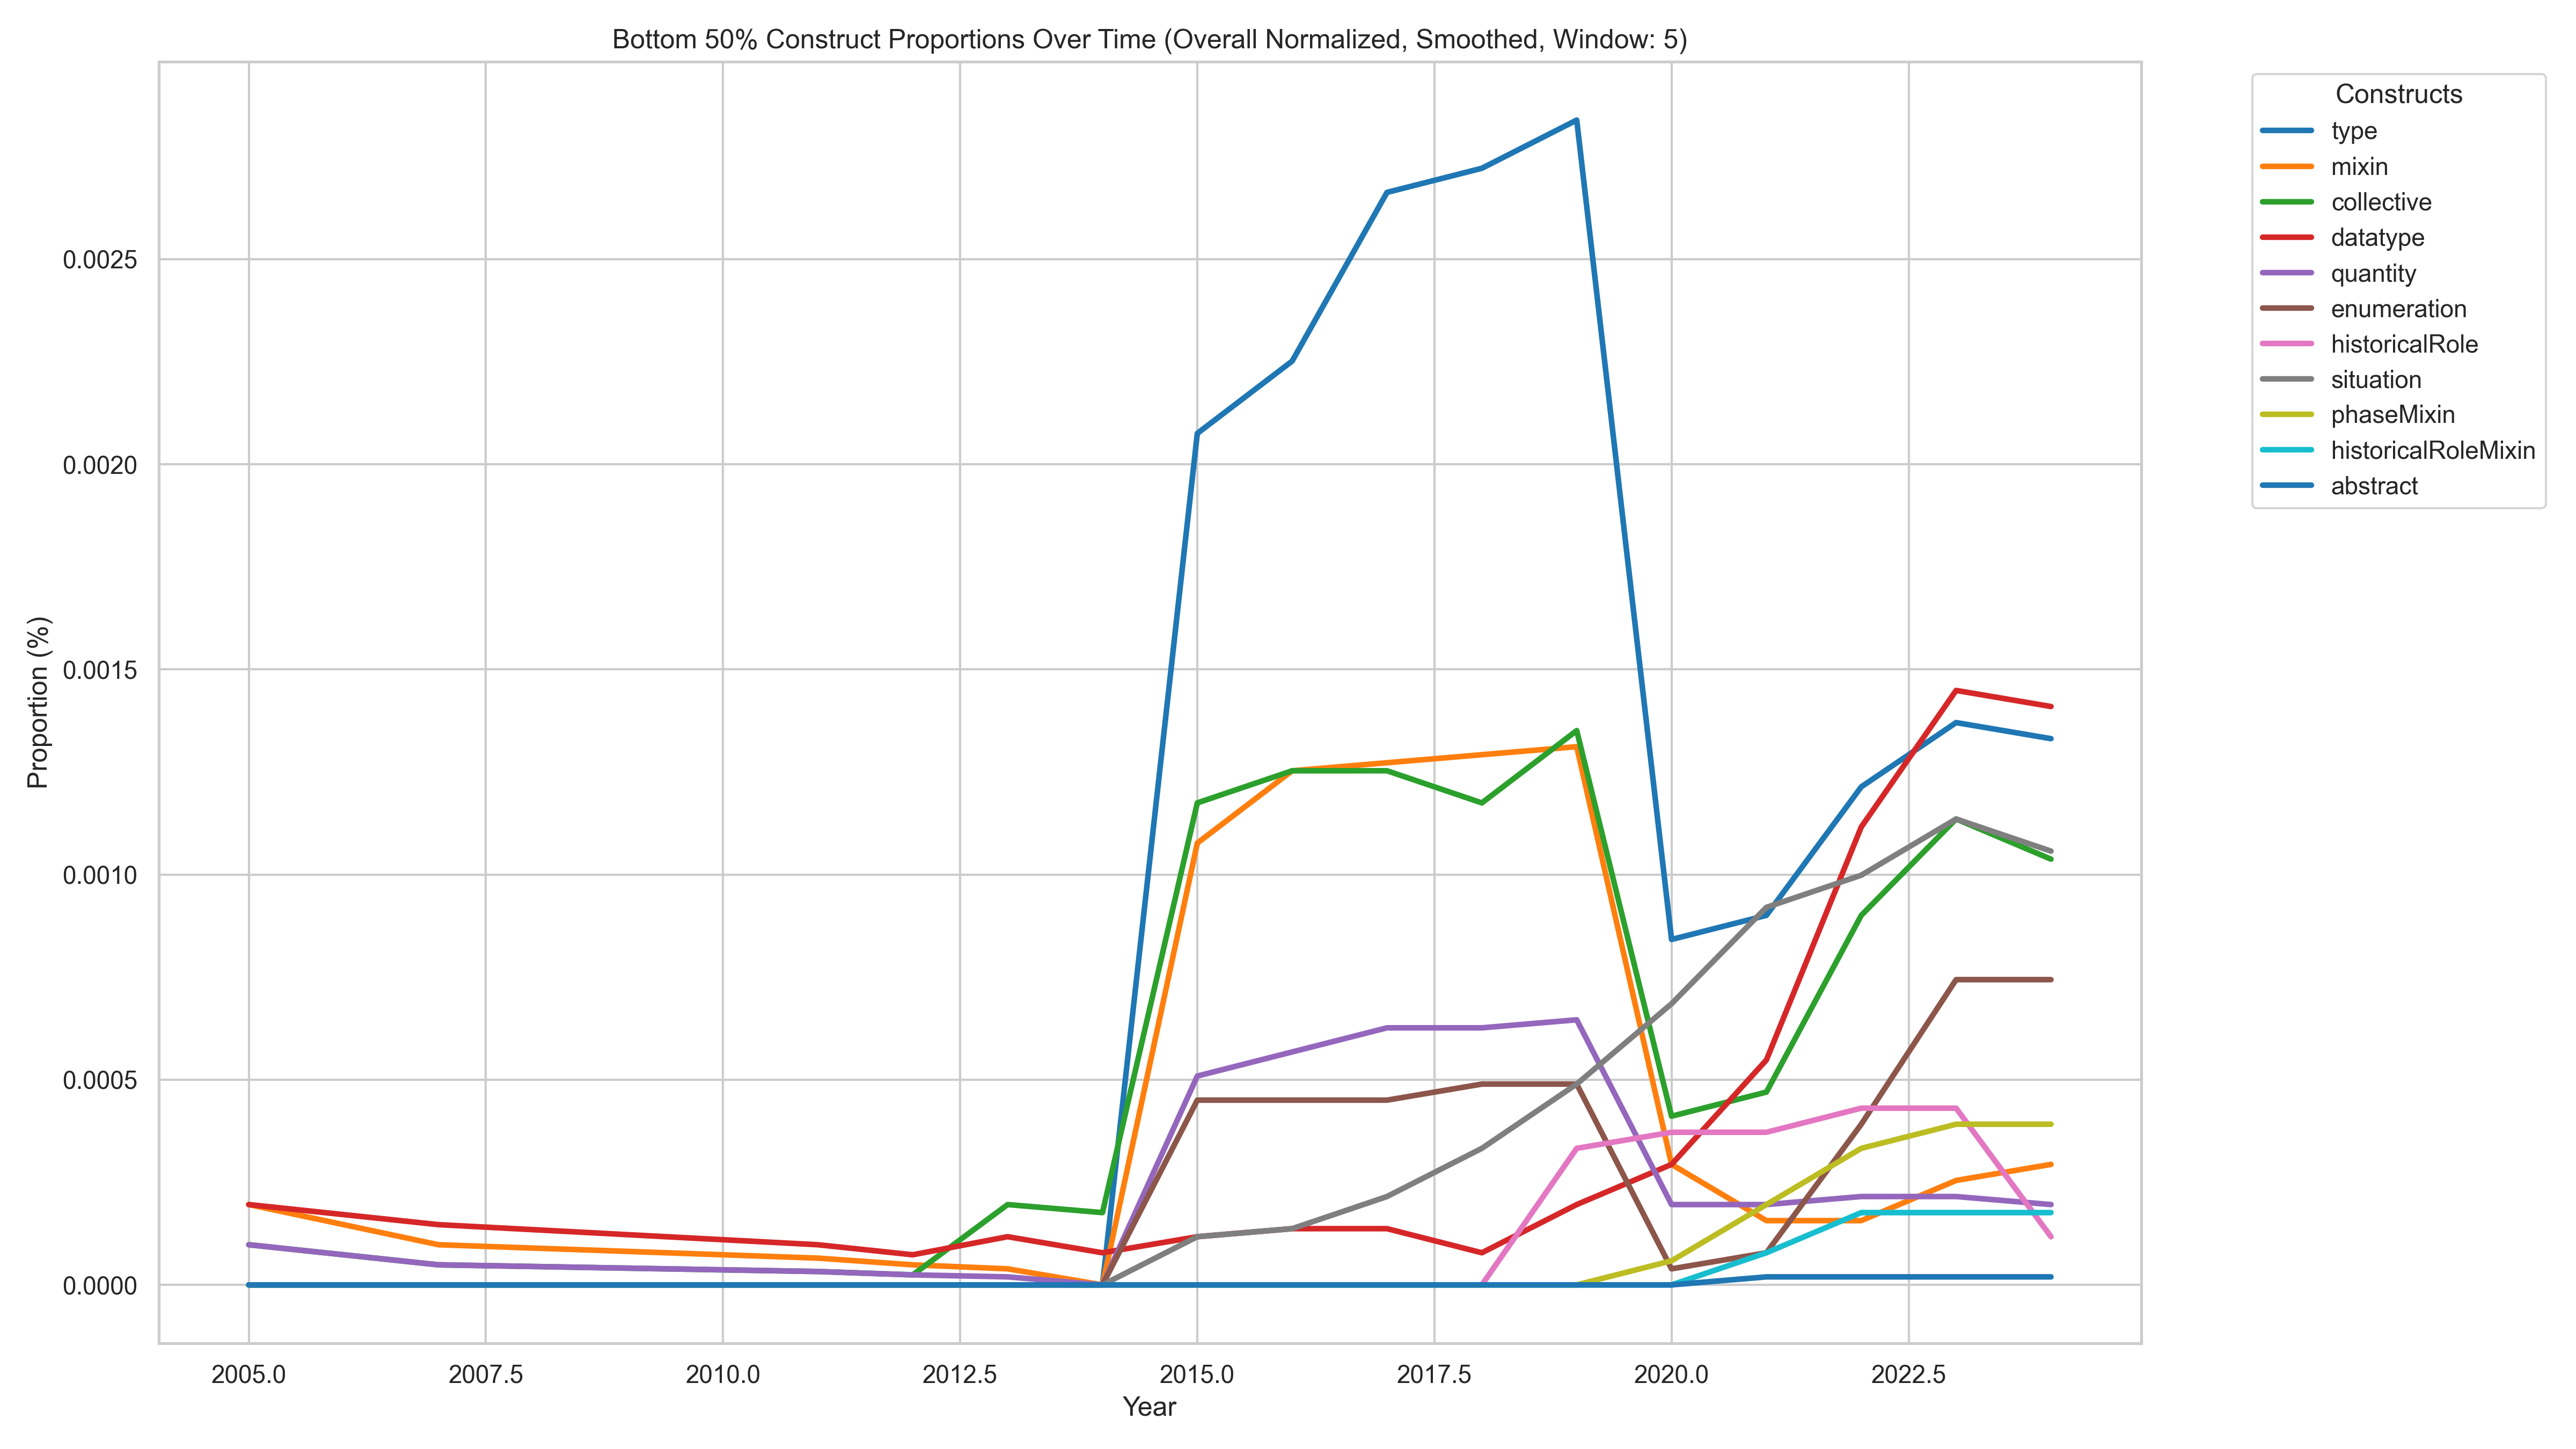 Bottom 50% Construct Proportions Over Time (Overall Normalized, Smoothed, Window: 5)
Constructs
type
mixin
collective
datatype
quantity
enumeration
historicalRole
situation
phaseMixin
historicalRoleMixin
abstract
Proportion (%)
0.0025
0.0020
0.0015
0.0010
0.0005
0.0000
2005.0 2007.5 2010.0 2012.5 2015.0 2017.5 2020.0 2022.5
Year